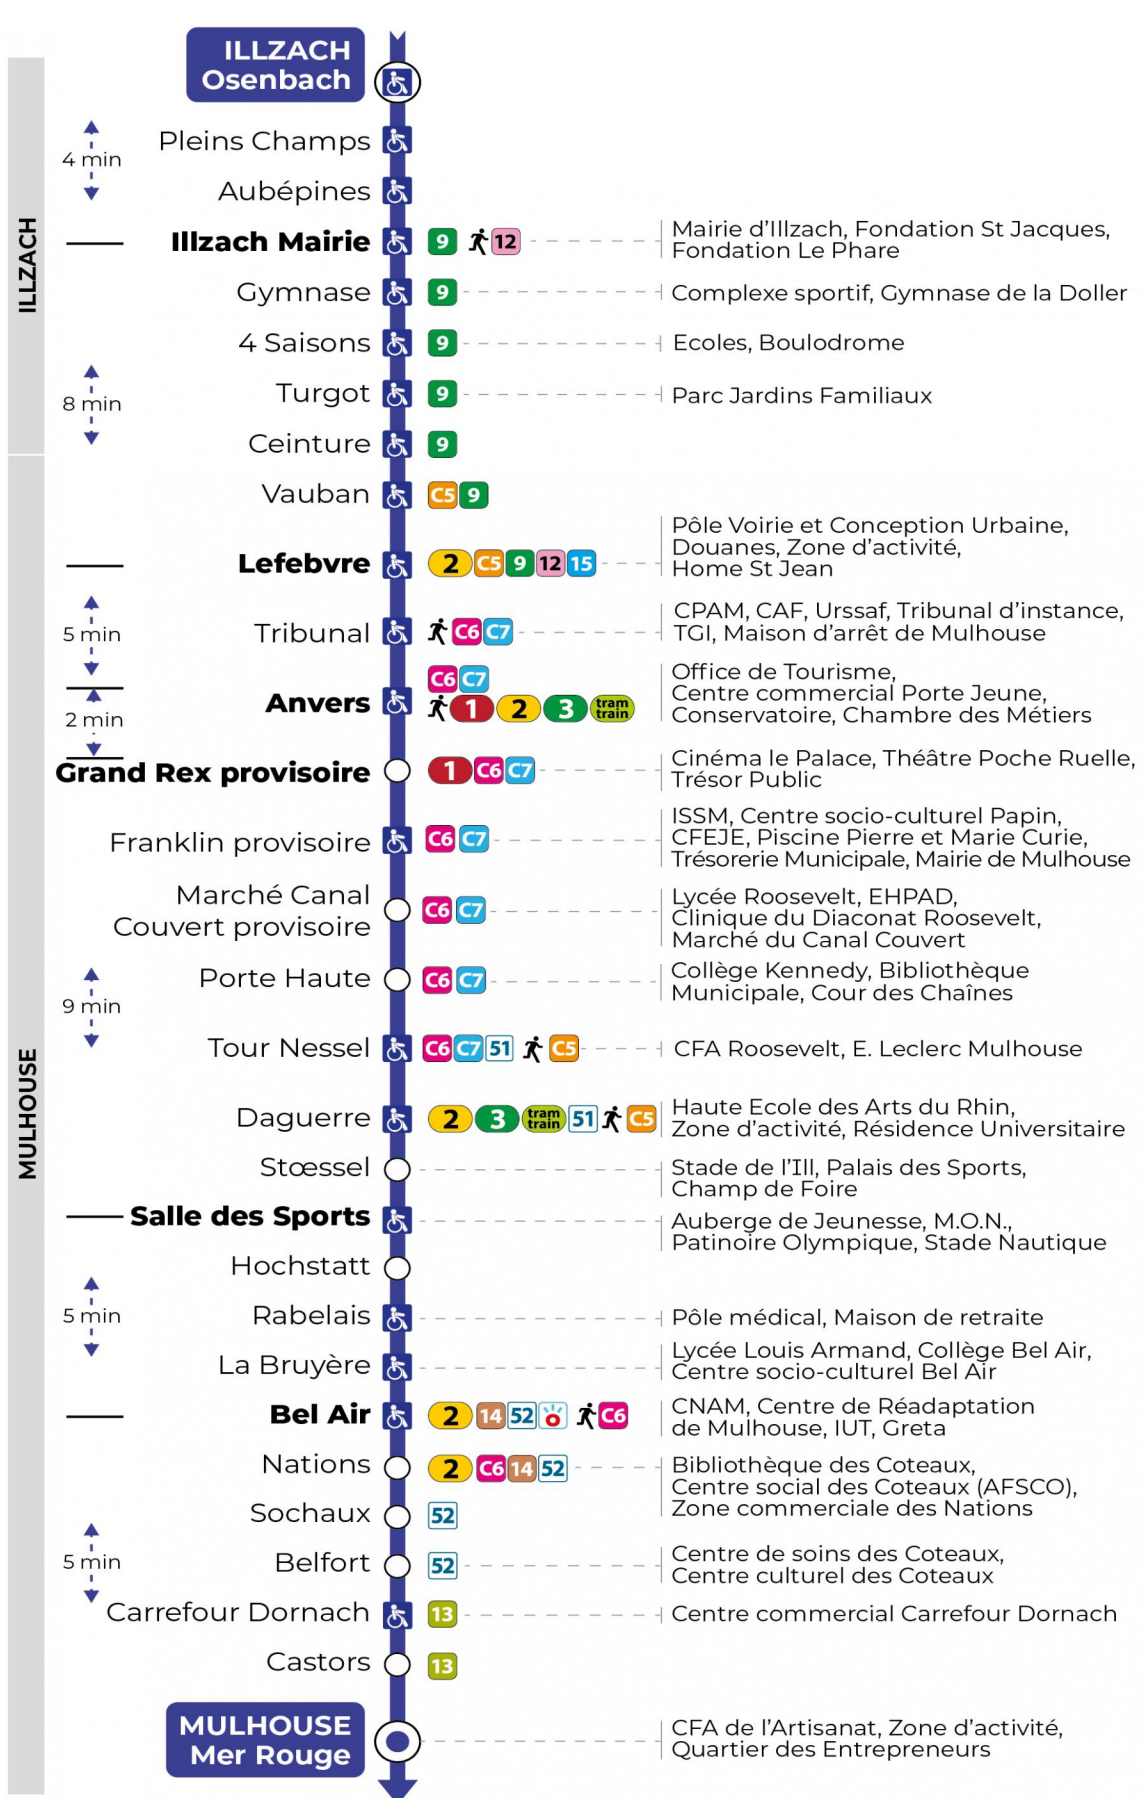 ILLZACH
Osenbach
ILLZACH
4 min
Pleins Champs
Aubépines
Illzach Mairie 9 12
Mairie d'Illzach, Fondation St Jacques,
Fondation Le Phare
Gymnase 9 Complexe sportif, Gymnase de la Doller
4 Saisons 9 Ecoles, Boulodrome
8 min
Turgot 9 Parc Jardins Familiaux
Ceinture 9
Vauban C5 9
Lefebvre 2 C5 9 12 15
Pôle Voirie et Conception Urbaine,
Douanes, Zone d'activité,
Home St Jean
5 min
Tribunal C6 C7
CPAM, CAF, Urssaf, Tribunal d'instance,
TGI, Maison d'arrêt de Mulhouse
Anvers
C6 C7
1 2 3 tram
train
Office de Tourisme,
Centre commercial Porte Jeune,
Conservatoire, Chambre des Métiers
2 min
Grand Rex provisoire 1 C6 C7
Cinéma le Palace, Théâtre Poche Ruelle,
Trésor Public
Franklin provisoire C6 C7
ISSM, Centre socio-culturel Papin,
CFEJE, Piscine Pierre et Marie Curie,
Trésorerie Municipale, Mairie de Mulhouse
Marché Canal
Couvert provisoire
C6 C7
Lycée Roosevelt, EHPAD,
Clinique du Diaconat Roosevelt,
Marché du Canal Couvert
Porte Haute C6 C7
Collège Kennedy, Bibliothèque
Municipale, Cour des Chaînes
9 min
MULHOUSE
Tour Nessel C6 C7 51 C5 CFA Roosevelt, E. Leclerc Mulhouse
Daguerre 2 3 tram
train 51 C5
Haute Ecole des Arts du Rhin,
Zone d'activité, Résidence Universitaire
Stœssel
Stade de l'Ill, Palais des Sports,
Champ de Foire
Salle des Sports
Auberge de Jeunesse, M.O.N.,
Patinoire Olympique, Stade Nautique
Hochstatt
5 min
Rabelais Pôle médical, Maison de retraite
La Bruyère
Lycée Louis Armand, Collège Bel Air,
Centre socio-culturel Bel Air
Bel Air 2 14 52 C6
CNAM, Centre de Réadaptation
de Mulhouse, IUT, Greta
Nations 2 C6 14 52
Bibliothèque des Coteaux,
Centre social des Coteaux (AFSCO),
Zone commerciale des Nations
Sochaux 52
5 min
Belfort 52
Centre de soins des Coteaux,
Centre culturel des Coteaux
Carrefour Dornach 13 Centre commercial Carrefour Dornach
Castors 13
MULHOUSE
Mer Rouge
CFA de l'Artisanat, Zone d'activité,
Quartier des Entrepreneurs